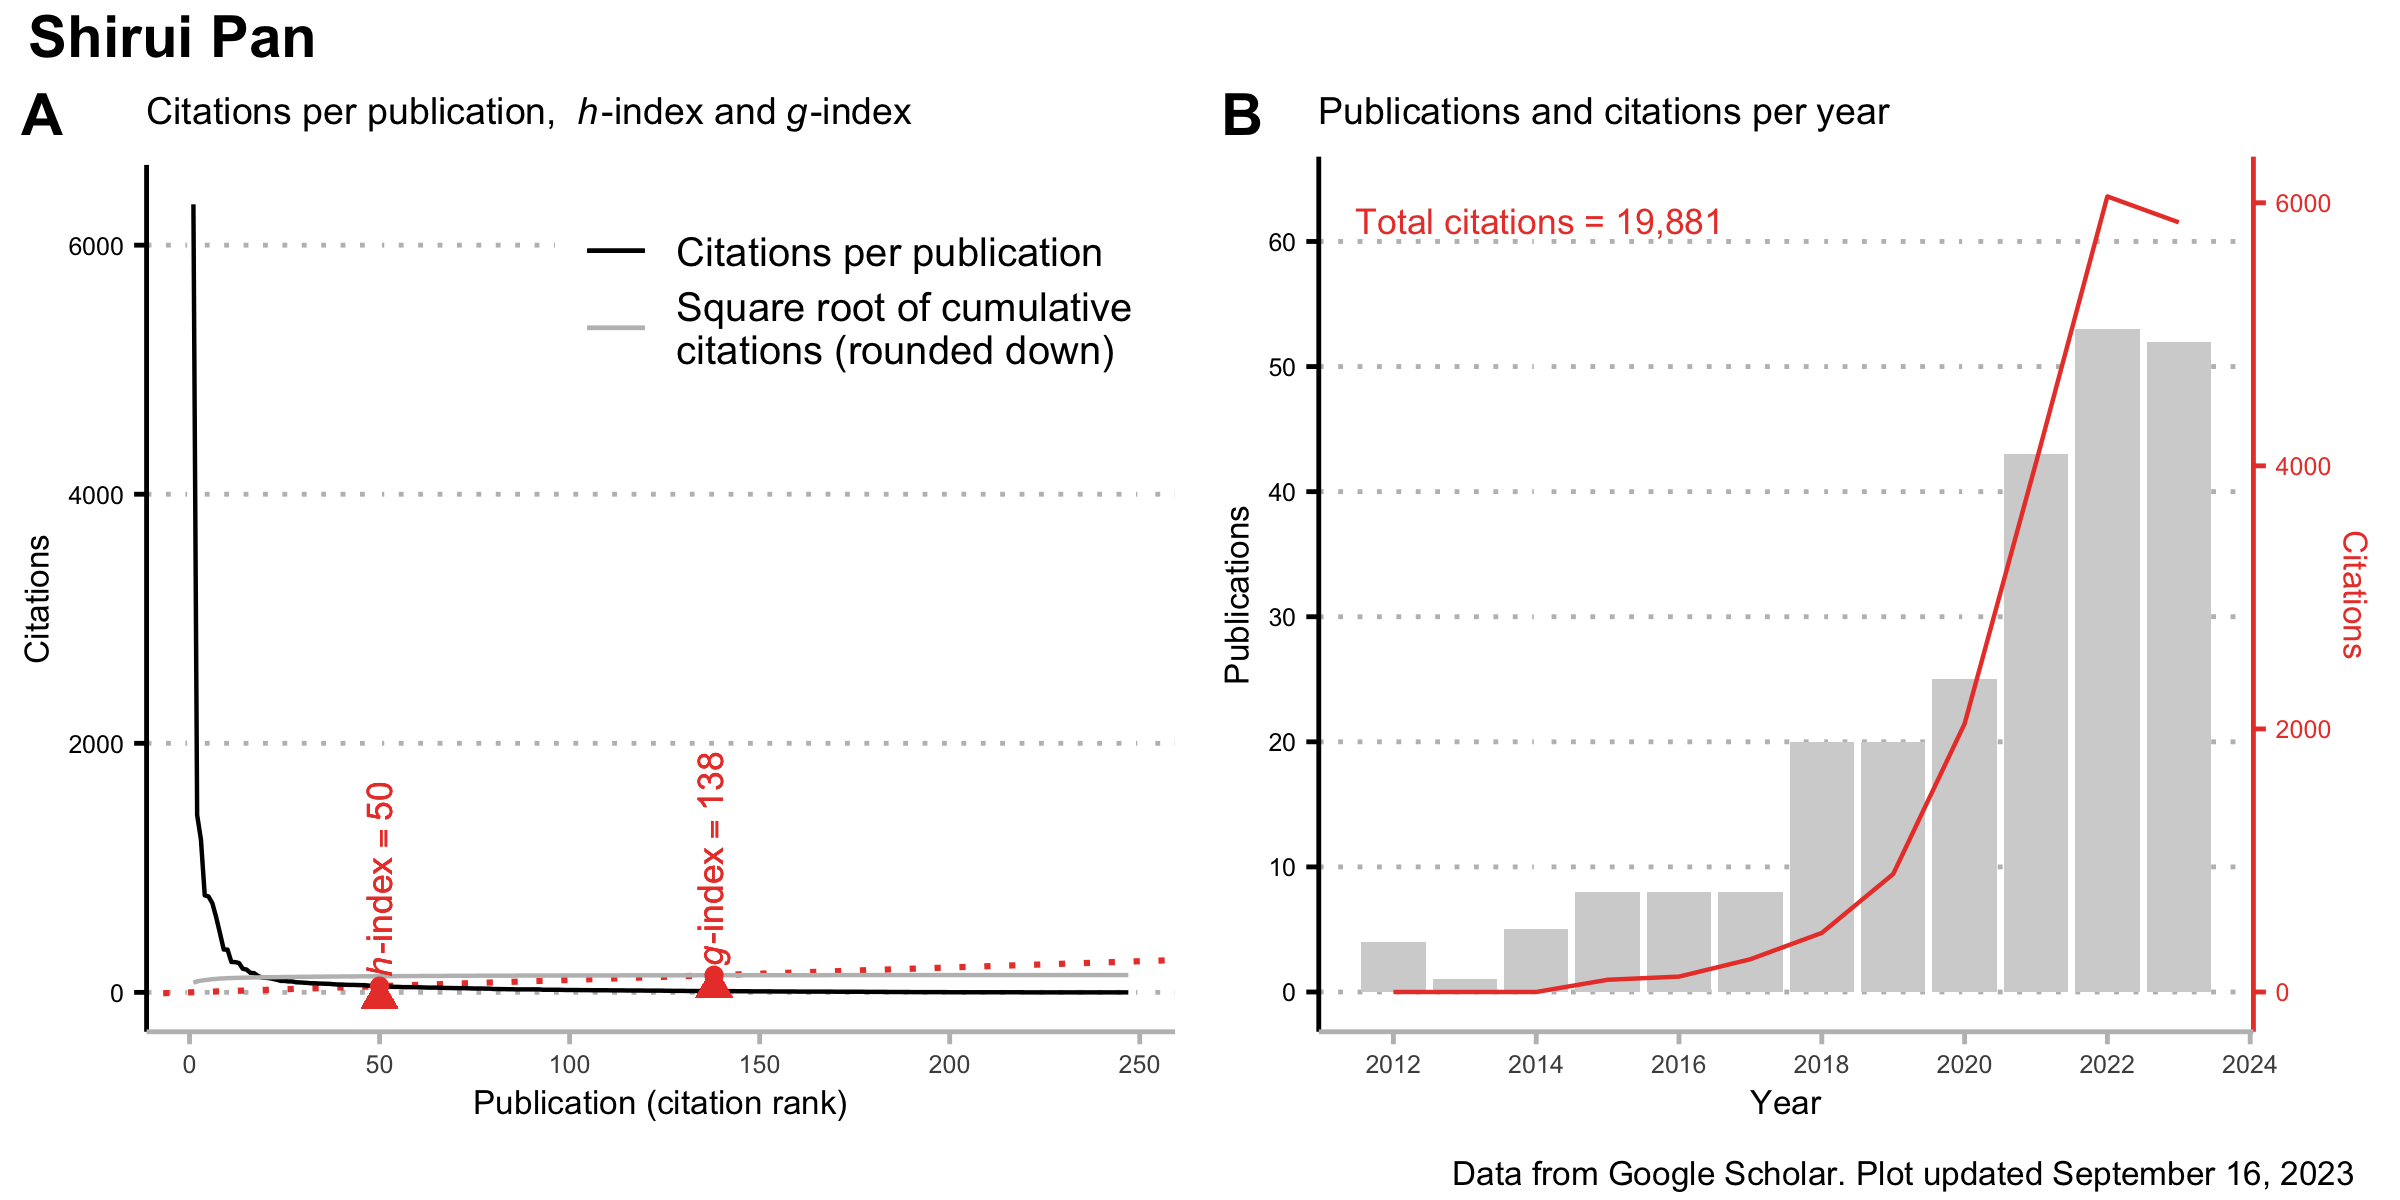 Shirui Pan
A
Citations per publication, h-index and g-index
Citations
6000
4000
2000
0
Citations per publication
Square root of cumulative
citations (rounded down)
h-index = 50
g-index = 138
0 50 100 150 200 250
Publication (citation rank)
B
Publications and citations per year
Total citations = 19,881
Publications
60
50
40
30
20
10
0
6000
4000
2000
0
Citations
2012 2014 2016 2018 2020 2022 2024
Year
Data from Google Scholar. Plot updated September 16, 2023